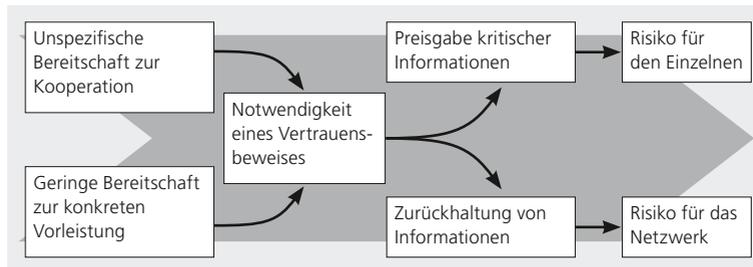 Unspezifische
Bereitschaft zur
Kooperation
Geringe Bereitschaft
zur konkreten
Vorleistung
Notwendigkeit
eines Vertrauens-
beweises
Preisgabe kritischer
Informationen
Zurückhaltung von
Informationen
Risiko für
den Einzelnen
Risiko für das
Netzwerk